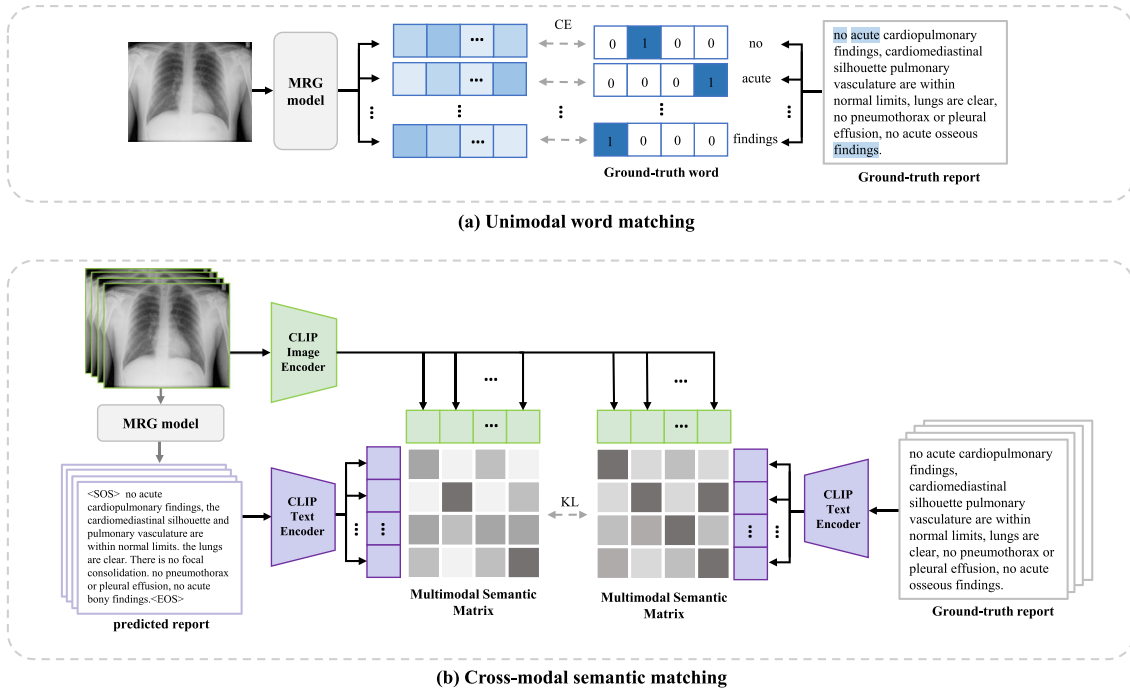 MRG
model
...
...
...
...
CE
...
...
0 1 0 0
0 0 0 1
1 0 0 0
no
acute
findings
Ground-truth word
...
no acute cardiopulmonary
findings, cardiomediastinal
silhouette pulmonary
vasculature are within
normal limits, lungs are clear,
no pneumothorax or pleural
effusion, no acute osseous
findings.
Ground-truth report
(a) Unimodal word matching
CLIP
Image
Encoder
...
...
MRG model
...
...
<SOS> no acute
cardiopulmonary findings, the
cardiomediastinal silhouette and
pulmonary vasculature are
within normal limits. the lungs
are clear. There is no focal
consolidation. no pneumothorax
or pleural effusion, no acute
bony findings.<EOS>
predicted report
CLIP
Text
Encoder
...
...
Multimodal Semantic
Matrix
KL
Multimodal Semantic
Matrix
...
...
CLIP
Text
Encoder
no acute cardiopulmonary
findings,
cardiomediastinal
silhouette pulmonary
vasculature are within
normal limits, lungs are
clear, no pneumothorax or
pleural effusion, no acute
osseous findings.
Ground-truth report
(b) Cross-modal semantic matching